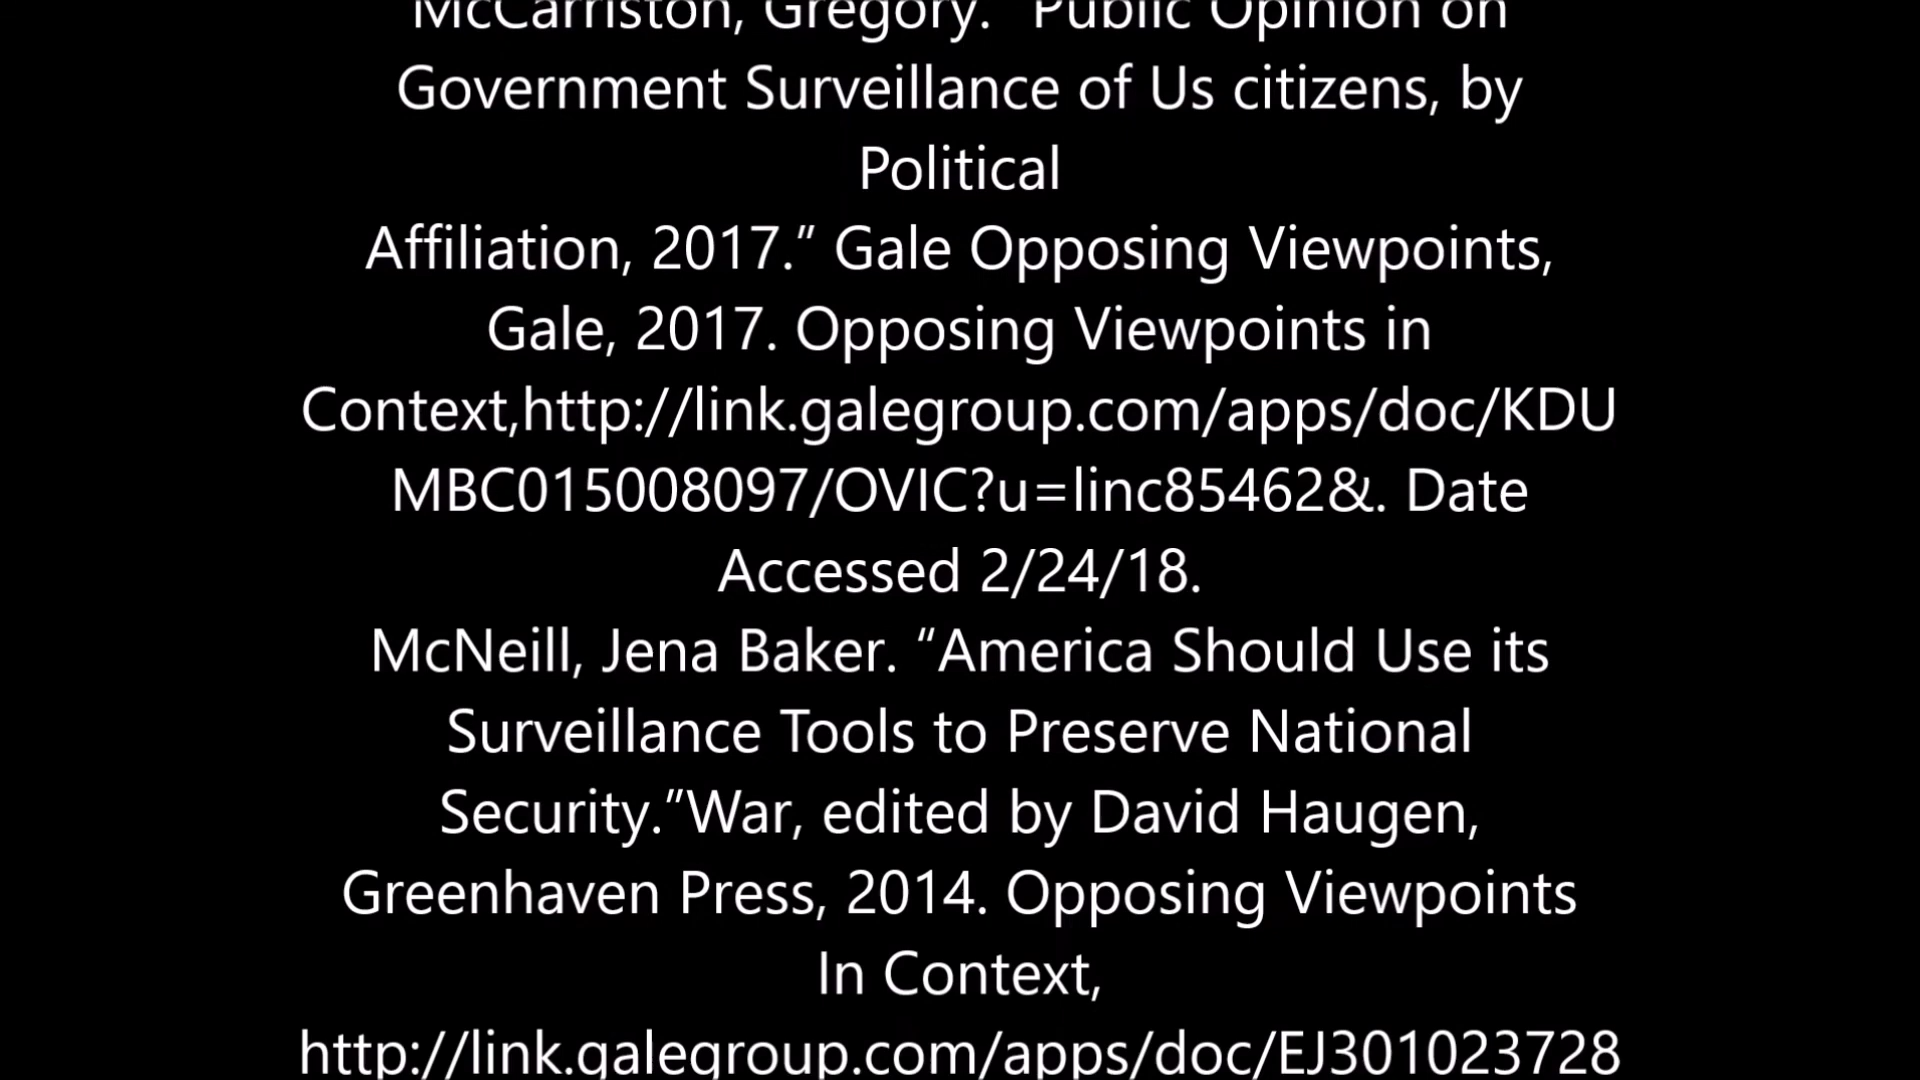 McCarriston, Gregory. "Public Opinion on
Government Surveillance of Us citizens, by
Political
Affiliation, 2017.” Gale Opposing Viewpoints,
Gale, 2017. Opposing Viewpoints in
Context,http://link.galegroup.com/apps/doc/KDU
MBC015008097/OVIC?u=linc85462&. Date
Accessed 2/24/18.
McNeill, Jena Baker. “America Should Use its
Surveillance Tools to Preserve National
Security.”War, edited by David Haugen,
Greenhaven Press, 2014. Opposing Viewpoints
In Context,
http://link.galegroup.com/apps/doc/EJ301023728